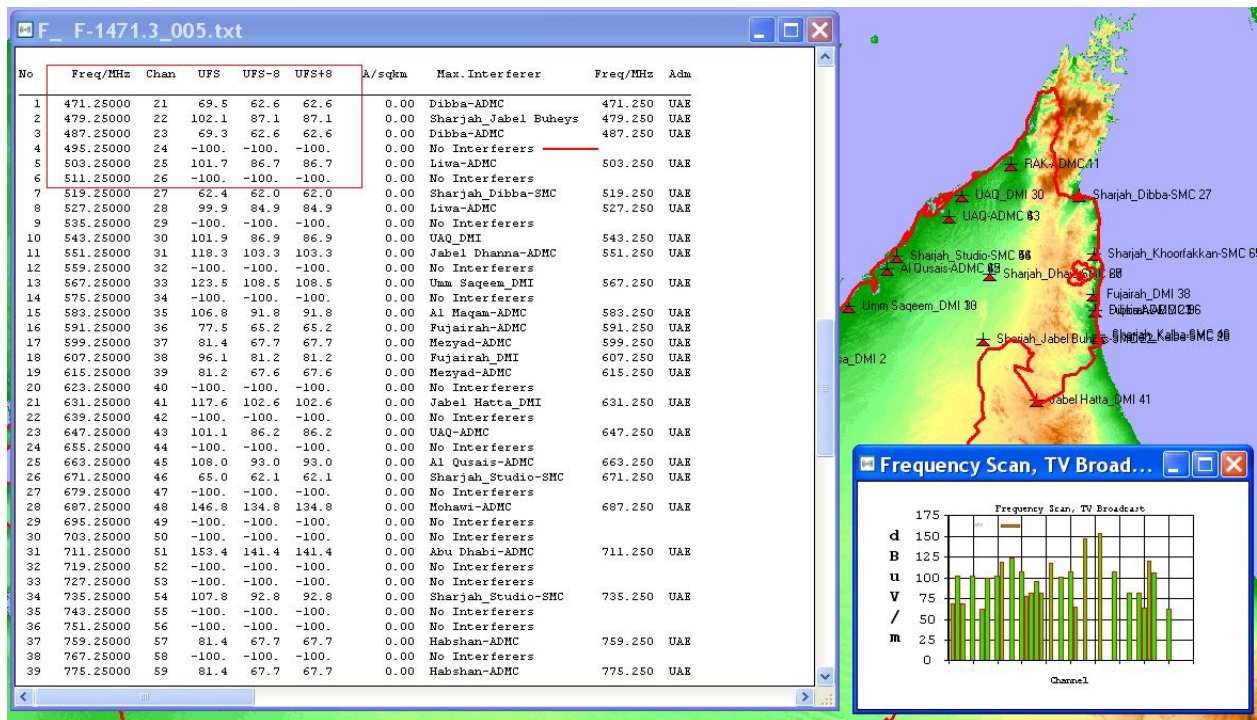 F_ F-1471.3_005.txt
No Freq/MHz Chan UFS UFS-8 UFS+8 A/sqkm Max.Interferer Freq/MHz Adm
1 471.25000 21 69.5 62.6 62.6 0.00 Dibba-ADMC 471.250 UAE
2 479.25000 22 102.1 87.1 87.1 0.00 Sharjah_Jabel Buheys 479.250 UAE
3 487.25000 23 69.3 62.6 62.6 0.00 Dibba-ADMC 487.250 UAE
4 495.25000 24 -100. -100. -100. 0.00 No Interferers
5 503.25000 25 101.7 86.7 86.7 0.00 Liwa-ADMC 503.250 UAE
6 511.25000 26 -100. -100. -100. 0.00 No Interferers
7 519.25000 27 62.4 62.0 62.0 0.00 Sharjah_Dibba-SMC 519.250 UAE
8 527.25000 28 99.9 84.9 84.9 0.00 Liwa-ADMC 527.250 UAE
9 535.25000 29 -100. -100. -100. 0.00 No Interferers
10 543.25000 30 101.9 86.9 86.9 0.00 UAQ_DMI 543.250 UAE
11 551.25000 31 118.3 103.3 103.3 0.00 Jabel Dhanna-ADMC 551.250 UAE
12 559.25000 32 -100. -100. -100. 0.00 No Interferers
13 567.25000 33 123.5 108.5 108.5 0.00 Umm Saqeem_DMI 567.250 UAE
14 575.25000 34 -100. -100. -100. 0.00 No Interferers
15 583.25000 35 106.8 91.8 91.8 0.00 Al Maqam-ADMC 583.250 UAE
16 591.25000 36 77.5 65.2 65.2 0.00 Fujairah-ADMC 591.250 UAE
17 599.25000 37 81.4 67.7 67.7 0.00 Mezyad-ADMC 599.250 UAE
18 607.25000 38 96.1 81.2 81.2 0.00 Fujairah_DMI 607.250 UAE
19 615.25000 39 81.2 67.6 67.6 0.00 Mezyad-ADMC 615.250 UAE
20 623.25000 40 -100. -100. -100. 0.00 No Interferers
21 631.25000 41 117.6 102.6 102.6 0.00 Jabel Hatta_DMI 631.250 UAE
22 639.25000 42 -100. -100. -100. 0.00 No Interferers
23 647.25000 43 101.1 86.2 86.2 0.00 UAQ-ADMC 647.250 UAE
24 655.25000 44 -100. -100. -100. 0.00 No Interferers
25 663.25000 45 108.0 93.0 93.0 0.00 Al Qusais-ADMC 663.250 UAE
26 671.25000 46 65.0 62.1 62.1 0.00 Sharjah_Studio-SMC 671.250 UAE
27 679.25000 47 -100. -100. -100. 0.00 No Interferers
28 687.25000 48 146.8 134.8 134.8 0.00 Mohawi-ADMC 687.250 UAE
29 695.25000 49 -100. -100. -100. 0.00 No Interferers
30 703.25000 50 -100. -100. -100. 0.00 No Interferers
31 711.25000 51 153.4 141.4 141.4 0.00 Abu Dhabi-ADMC 711.250 UAE
32 719.25000 52 -100. -100. -100. 0.00 No Interferers
33 727.25000 53 -100. -100. -100. 0.00 No Interferers
34 735.25000 54 107.8 92.8 92.8 0.00 Sharjah_Studio-SMC 735.250 UAE
35 743.25000 55 -100. -100. -100. 0.00 No Interferers
36 751.25000 56 -100. -100. -100. 0.00 No Interferers
37 759.25000 57 81.4 67.7 67.7 0.00 Habshan-ADMC 759.250 UAE
38 767.25000 58 -100. -100. -100. 0.00 No Interferers
39 775.25000 59 81.4 67.7 67.7 0.00 Habshan-ADMC 775.250 UAE
RAK-ADMC 11
UAQ_DMI 30
Sharjah_Dibba-SMC 27
UAQ-ADMC
Sharjah_Studio-SMC
Sharjah_Khoorfakkan-SMC
Al Qusais-ADMC
Fujairah_DMI 38
Umm Saqeem_DMI
sa_DMI 2
Jabel Hatta_DMI 41
Frequency Scan, TV Broad...
Frequency Scan, TV Broadcast
dBuV/m
175
150
125
100
75
50
25
0
Channel